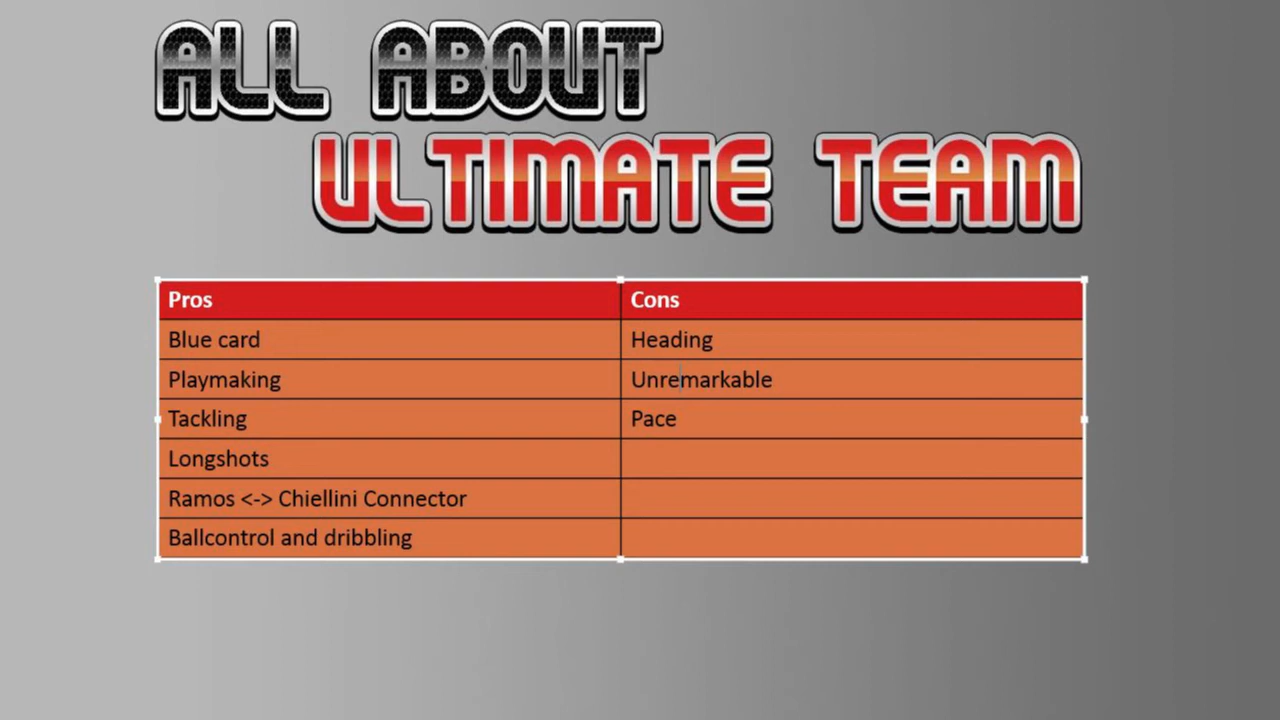 ALL ABOUT
ULTIMATE TEAM
Pros Cons
Blue card Heading
Playmaking Unremarkable
Tackling Pace
Longshots
Ramos <-> Chiellini Connector
Ballcontrol and dribbling